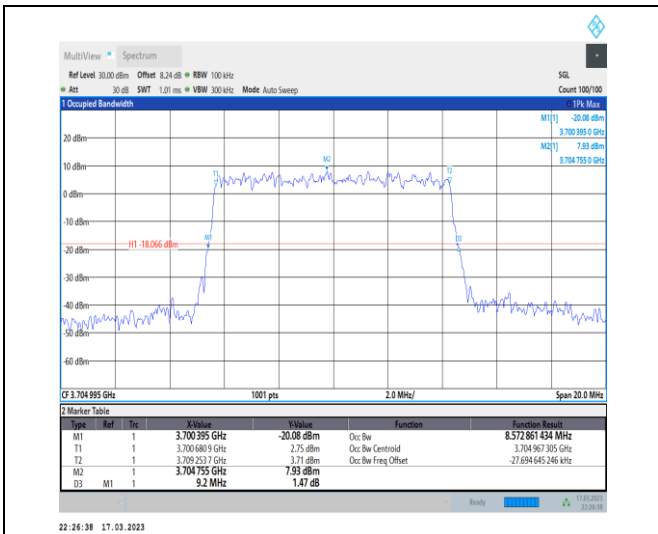 MultiView Spectrum
Ref Level 30.00 dBm Offset 8.24 dB RBW 100 kHz SGL
Att 30 dB SWT 1.01 ms VBW 300 kHz Mode Auto Sweep Count 100/100
1 Occupied Bandwidth 1Pk Max
M1[1] -20.08 dBm
3.700 395 0 GHz
M2[1] 7.93 dBm
3.704 755 0 GHz
20 dBm
M2
10 dBm
T1
T2
0 dBm
-10 dBm
M1
D3
H1 -18.066 dBm
-20 dBm
-30 dBm
-40 dBm
-50 dBm
-60 dBm
CF 3.704 995 GHz 1001 pts 2.0 MHz/ Span 20.0 MHz
2 Marker Table
Type Ref Trc X-Value Y-Value Function Function Result
M1 1 3.700 395 GHz -20.08 dBm Occ Bw 8.572 861 434 MHz
T1 1 3.700 680 9 GHz 2.75 dBm Occ Bw Centroid 3.704 967 305 GHz
T2 1 3.709 253 7 GHz 3.71 dBm Occ Bw Freq Offset -27.694 645 246 kHz
M2 1 3.704 755 GHz 7.93 dBm
D3 M1 1 9.2 MHz 1.47 dB
Ready 17.03.2023
22:26:38
22:26:38 17.03.2023